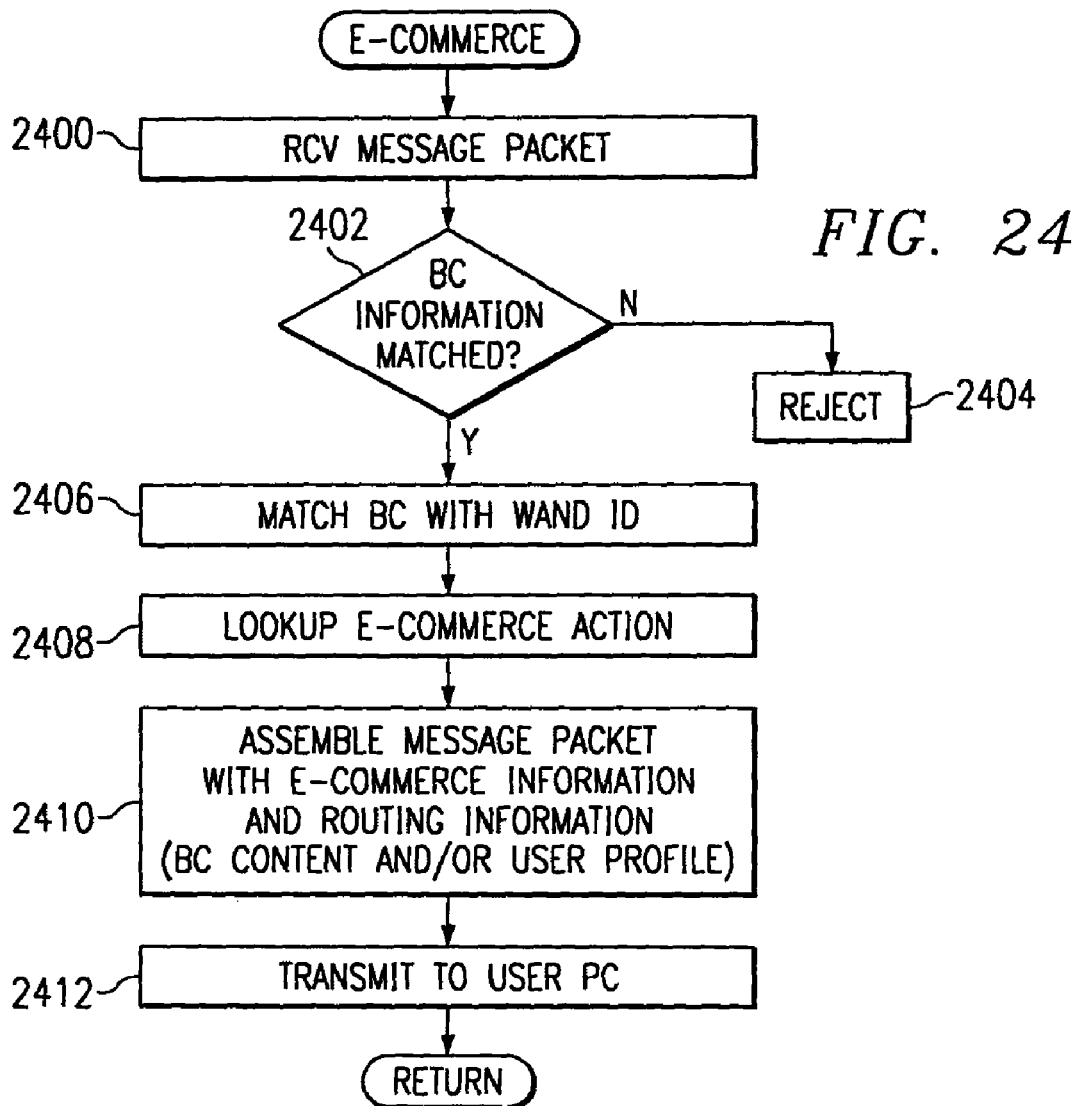 E-COMMERCE
2400
RCV MESSAGE PACKET
FIG. 24
2402
BC
INFORMATION
MATCHED?
N
REJECT
2404
Y
2406
MATCH BC WITH WAND ID
LOOKUP E-COMMERCE ACTION
2408
ASSEMBLE MESSAGE PACKET
WITH E-COMMERCE INFORMATION
AND ROUTING INFORMATION
(BC CONTENT AND/OR USER PROFILE)
2410
TRANSMIT TO USER PC
2412
RETURN